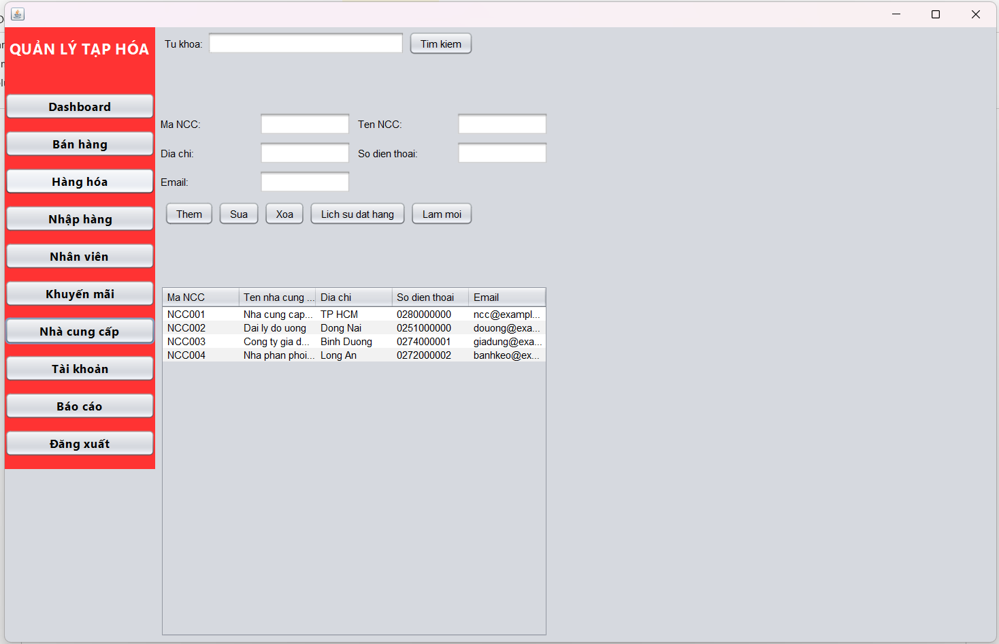 QUẢN LÝ TẠP HÓA
Dashboard
Bán hàng
Hàng hóa
Nhập hàng
Nhân viên
Khuyến mãi
Nhà cung cấp
Tài khoản
Báo cáo
Đăng xuất
Tu khoa: Tim kiem
Ma NCC: Ten NCC:
Dia chi: So dien thoai:
Email:
Them Sua Xoa Lich su dat hang Lam moi
Ma NCC Ten nha cung ... Dia chi So dien thoai Email
NCC001 Nha cung cap... TP HCM 0280000000 ncc@exampl...
NCC002 Dai ly do uong Dong Nai 0251000000 douong@exa...
NCC003 Cong ty gia d... Binh Duong 0274000001 giadung@exa...
NCC004 Nha phan phoi... Long An 0272000002 banhkeo@ex...